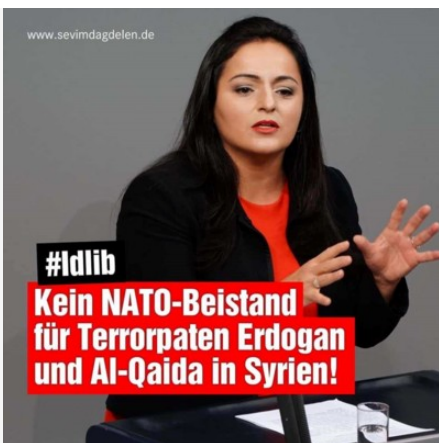 www.sevimdagdelen.de
#Idlib
Kein NATO-Beistand
für Terrorpaten Erdogan
und Al-Qaida in Syrien!